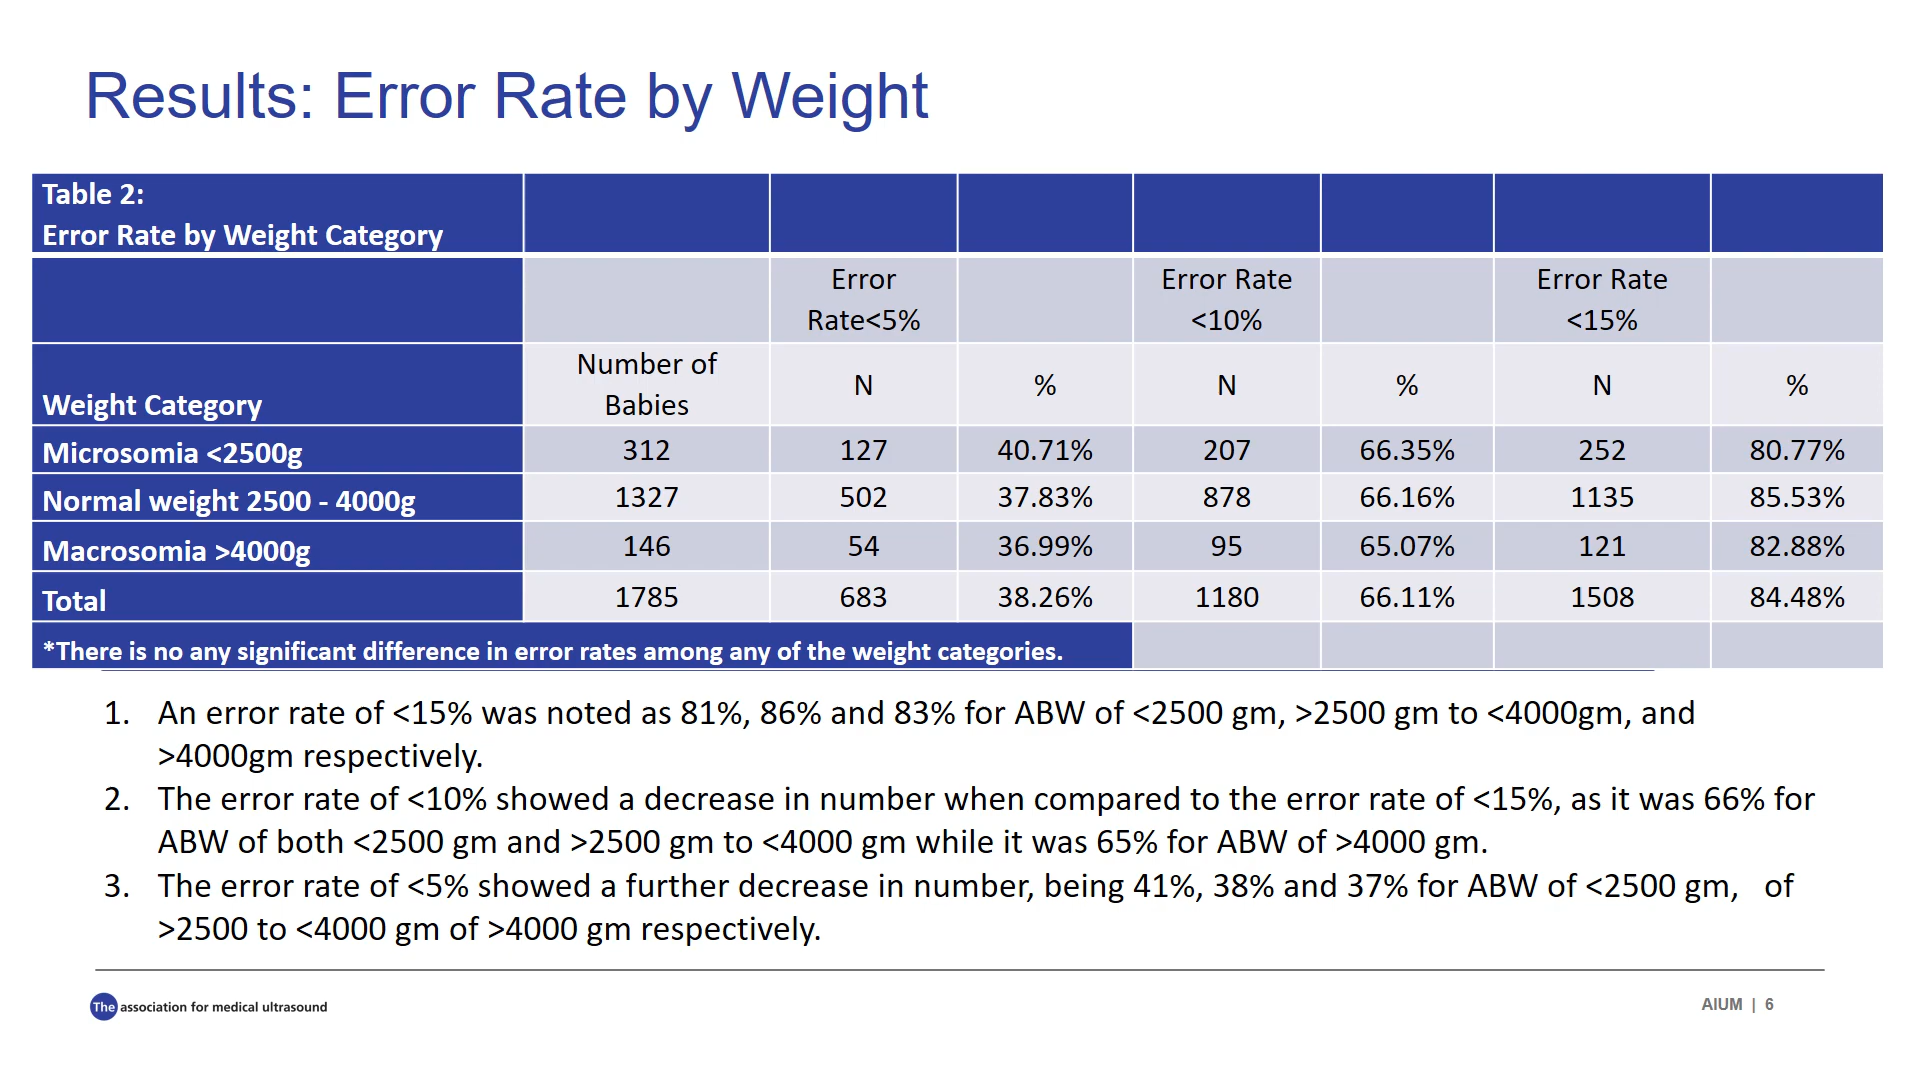 Results: Error Rate by Weight
Table 2:
Error Rate by Weight Category
Error Rate<5% Error Rate <10% Error Rate <15%
Weight Category Number of Babies N % N % N %
Microsomia <2500g 312 127 40.71% 207 66.35% 252 80.77%
Normal weight 2500 - 4000g 1327 502 37.83% 878 66.16% 1135 85.53%
Macrosomia >4000g 146 54 36.99% 95 65.07% 121 82.88%
Total 1785 683 38.26% 1180 66.11% 1508 84.48%
*There is no any significant difference in error rates among any of the weight categories.
1. An error rate of <15% was noted as 81%, 86% and 83% for ABW of <2500 gm, >2500 gm to <4000gm, and
>4000gm respectively.
2. The error rate of <10% showed a decrease in number when compared to the error rate of <15%, as it was 66% for
ABW of both <2500 gm and >2500 gm to <4000 gm while it was 65% for ABW of >4000 gm.
3. The error rate of <5% showed a further decrease in number, being 41%, 38% and 37% for ABW of <2500 gm, of
>2500 to <4000 gm of >4000 gm respectively.
The association for medical ultrasound
AIUM | 6